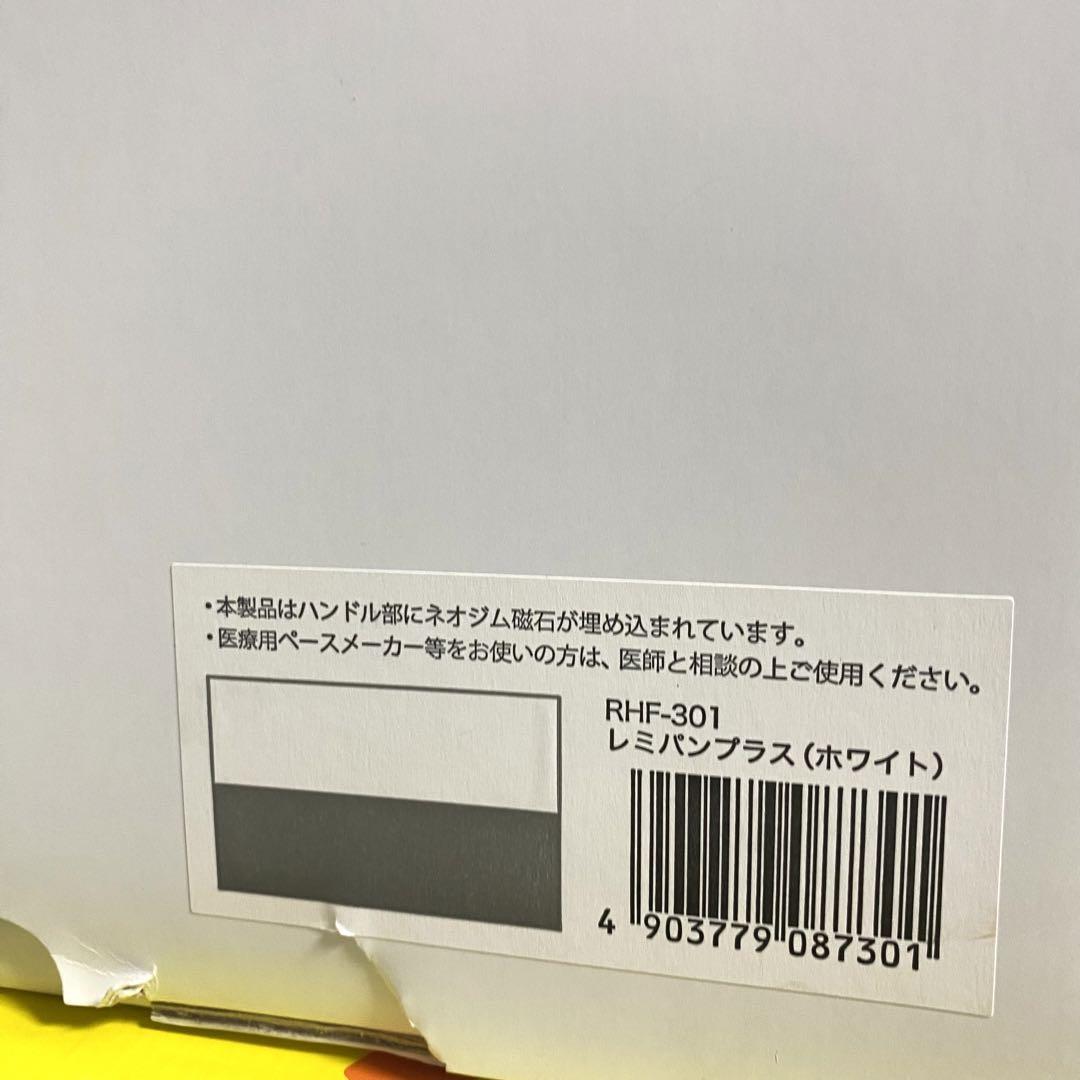 ・本製品はハンドル部にネオジム磁石が埋め込まれています。
・医療用ペースメーカー等をお使いの方は、医師と相談の上ご使用ください。
RHF-301
レミパンプラス（ホワイト）
4 903779 087301